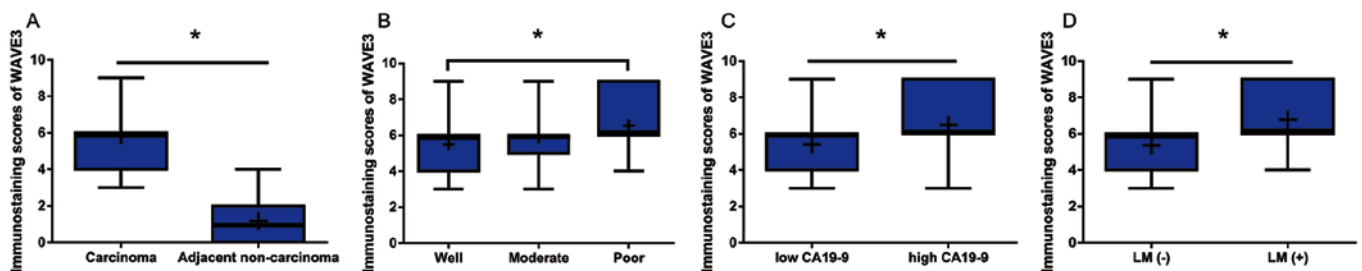 A
Immunostaining scores of WAVE3
10
8
6
4
2
0
*
Carcinoma
Adjacent non-carcinoma
B
Immunostaining scores of WAVE3
10
8
6
4
2
0
*
Well
Moderate
Poor
C
Immunostaining scores of WAVE3
10
8
6
4
2
0
*
low CA19-9
high CA19-9
D
Immunostaining scores of WAVE3
10
8
6
4
2
0
*
LM (-)
LM (+)